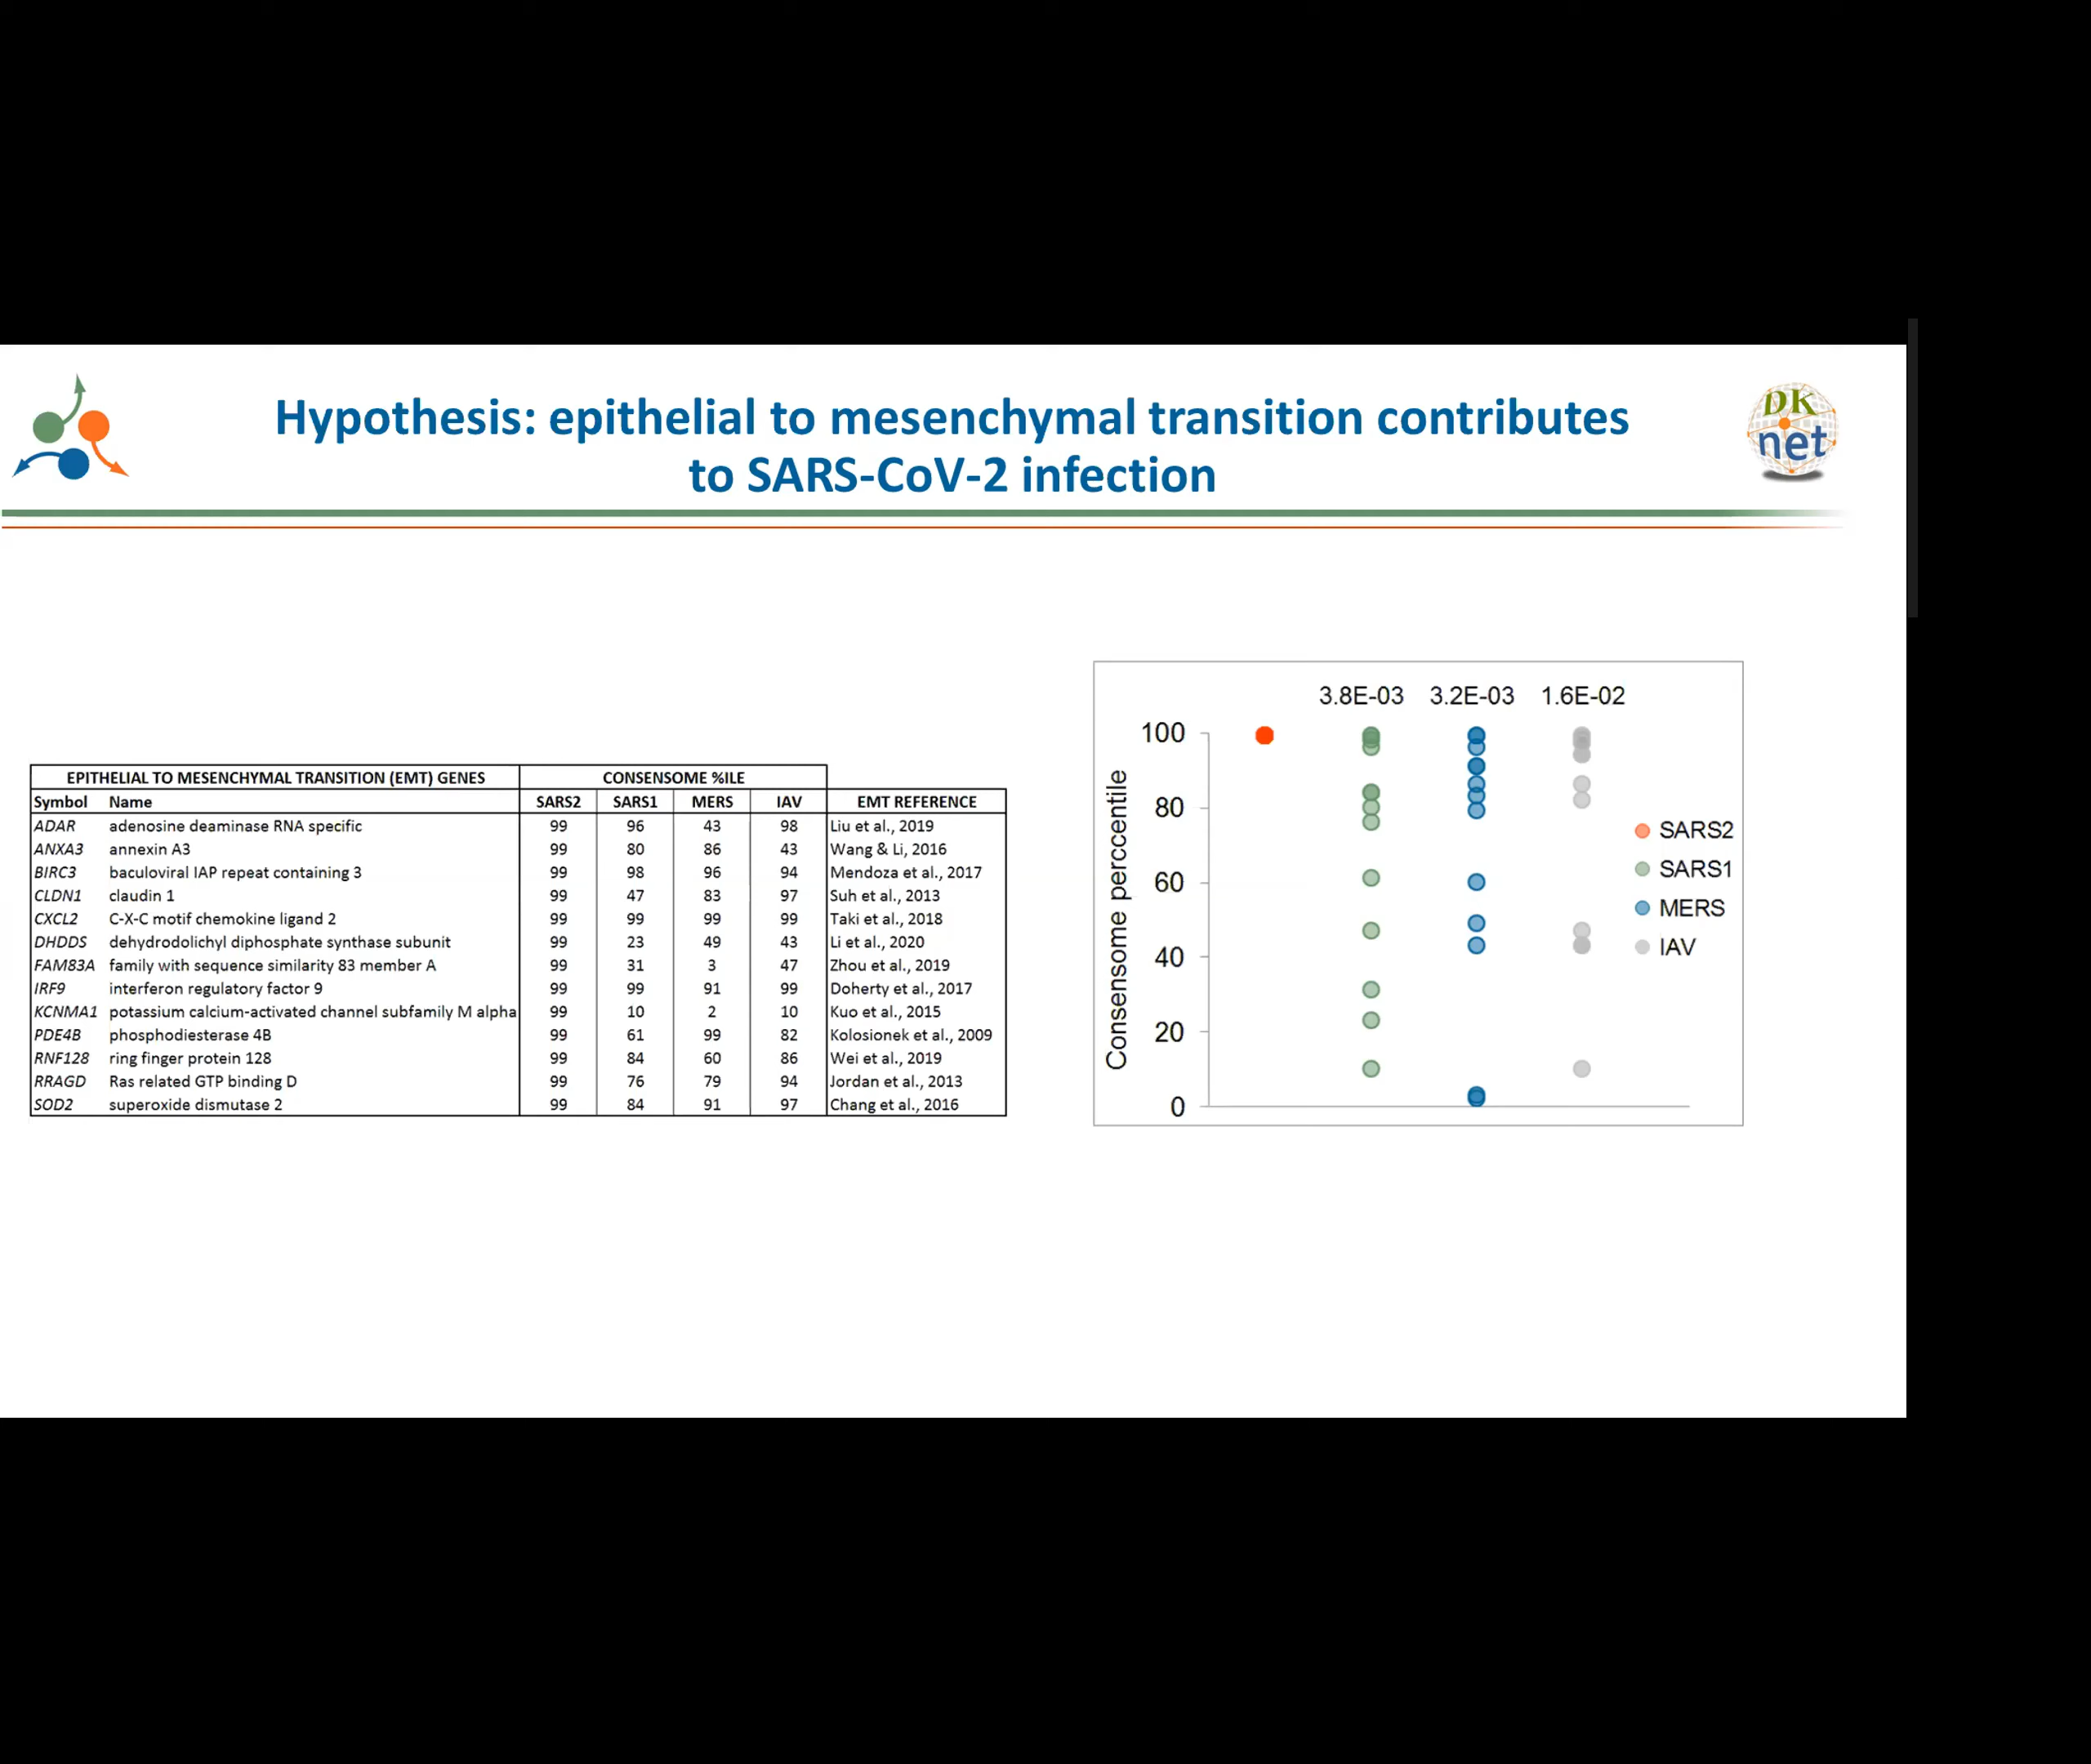 Hypothesis: epithelial to mesenchymal transition contributes
to SARS-CoV-2 infection
DK
net
EPITHELIAL TO MESENCHYMAL TRANSITION (EMT) GENES CONSENSOME %ILE
Symbol Name SARS2 SARS1 MERS IAV EMT REFERENCE
ADAR adenosine deaminase RNA specific 99 96 43 98 Liu et al., 2019
ANXA3 annexin A3 99 80 86 43 Wang & Li, 2016
BIRC3 baculoviral IAP repeat containing 3 99 98 96 94 Mendoza et al., 2017
CLDN1 claudin 1 99 47 83 97 Suh et al., 2013
CXCL2 C-X-C motif chemokine ligand 2 99 99 99 99 Taki et al., 2018
DHDDS dehydrodolichyl diphosphate synthase subunit 99 23 49 43 Li et al., 2020
FAM83A family with sequence similarity 83 member A 99 31 3 47 Zhou et al., 2019
IRF9 interferon regulatory factor 9 99 99 91 99 Doherty et al., 2017
KCNMA1 potassium calcium-activated channel subfamily M alpha 99 10 2 10 Kuo et al., 2015
PDE4B phosphodiesterase 4B 99 61 99 82 Kolosionek et al., 2009
RNF128 ring finger protein 128 99 84 60 86 Wei et al., 2019
RRAGD Ras related GTP binding D 99 76 79 94 Jordan et al., 2013
SOD2 superoxide dismutase 2 99 84 91 97 Chang et al., 2016
3.8E-03 3.2E-03 1.6E-02
Consensome perccentile
100
80
60
40
20
0
SARS2
SARS1
MERS
IAV